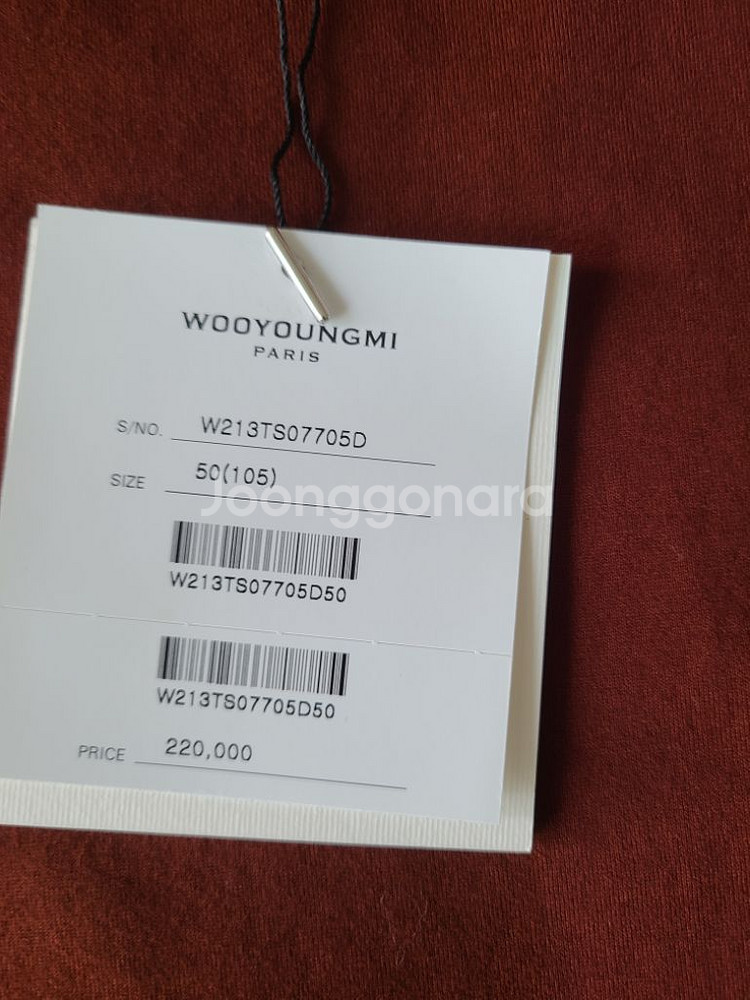 WOOYOUNGMI
PARIS
S/NO. W213TS07705D
SIZE 50(105)
Joonggonara
W213TS07705D50
W213TS07705D50
PRICE 220,000